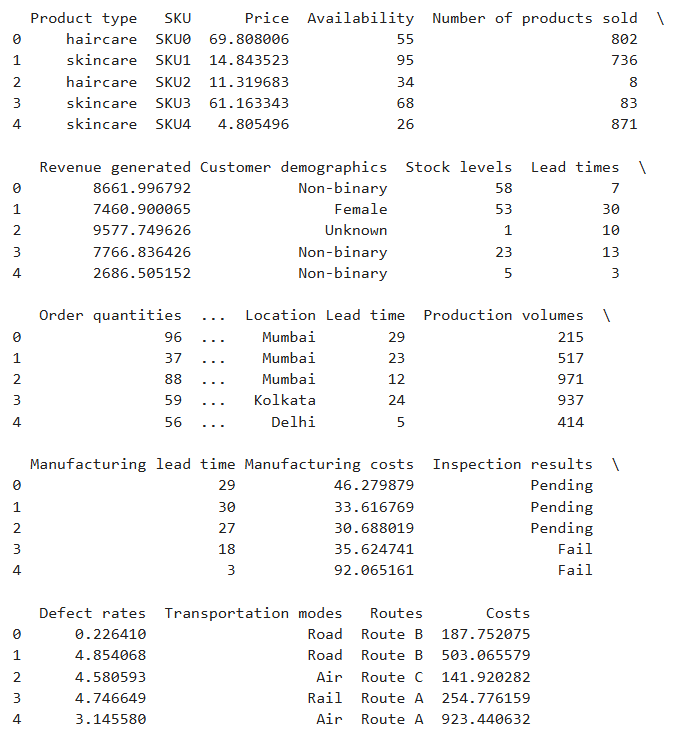 Product type SKU Price Availability Number of products sold \
0 haircare SKU0 69.808006 55 802
1 skincare SKU1 14.843523 95 736
2 haircare SKU2 11.319683 34 8
3 skincare SKU3 61.163343 68 83
4 skincare SKU4 4.805496 26 871
Revenue generated Customer demographics Stock levels Lead times \
0 8661.996792 Non-binary 58 7
1 7460.900065 Female 53 30
2 9577.749626 Unknown 1 10
3 7766.836426 Non-binary 23 13
4 2686.505152 Non-binary 5 3
Order quantities ... Location Lead time Production volumes \
0 96 ... Mumbai 29 215
1 37 ... Mumbai 23 517
2 88 ... Mumbai 12 971
3 59 ... Kolkata 24 937
4 56 ... Delhi 5 414
Manufacturing lead time Manufacturing costs Inspection results \
0 29 46.279879 Pending
1 30 33.616769 Pending
2 27 30.688019 Pending
3 18 35.624741 Fail
4 3 92.065161 Fail
Defect rates Transportation modes Routes Costs
0 0.226410 Road Route B 187.752075
1 4.854068 Road Route B 503.065579
2 4.580593 Air Route C 141.920282
3 4.746649 Rail Route A 254.776159
4 3.145580 Air Route A 923.440632